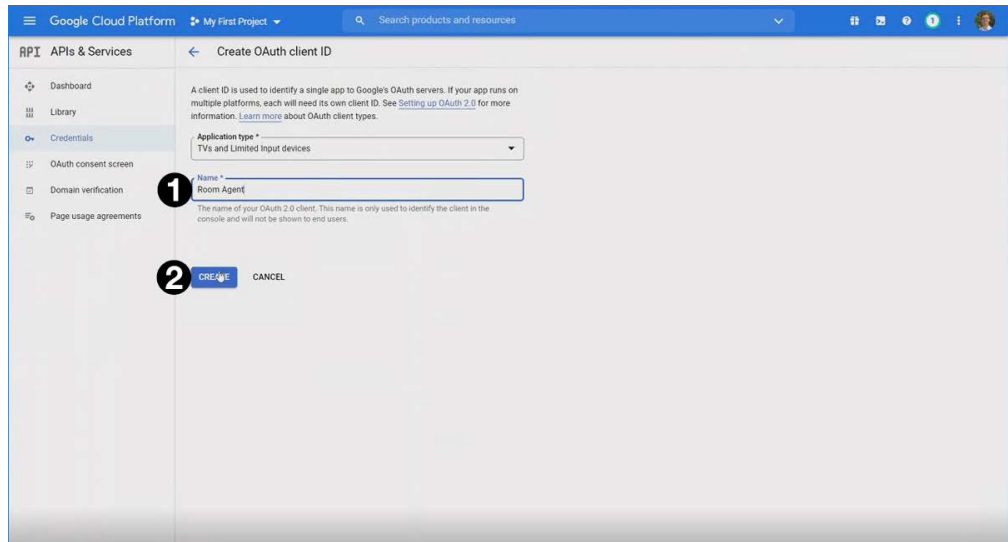 Google Cloud Platform My First Project Search products and resources 1
API APIs & Services Create OAuth client ID
Dashboard
Library
Credentials
OAuth consent screen
Domain verification
Page usage agreements
A client ID is used to identify a single app to Google's OAuth servers. If your app runs on
multiple platforms, each will need its own client ID. See Setting up OAuth 2.0 for more
information. Learn more about OAuth client types.
Application type *
TVs and Limited Input devices
1
Name *
Room Agent
The name of your OAuth 2.0 client. This name is only used to identify the client in the
console and will not be shown to end users.
2
CREATE CANCEL